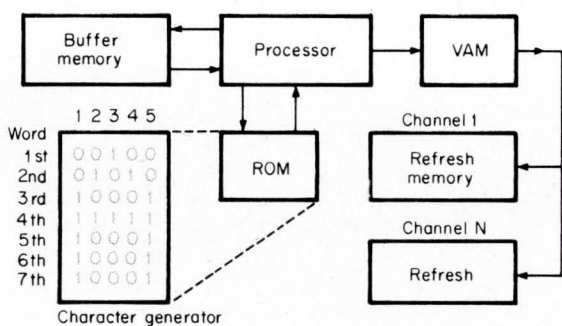 Buffer
memory
Processor
VAM
1 2 3 4 5
Word
1st 0 0 1 0 0
2nd 0 1 0 1 0
3rd 1 0 0 0 1
4th 1 1 1 1 1
5th 1 0 0 0 1
6th 1 0 0 0 1
7th 1 0 0 0 1
Character generator
ROM
Channel 1
Refresh
memory
Channel N
Refresh